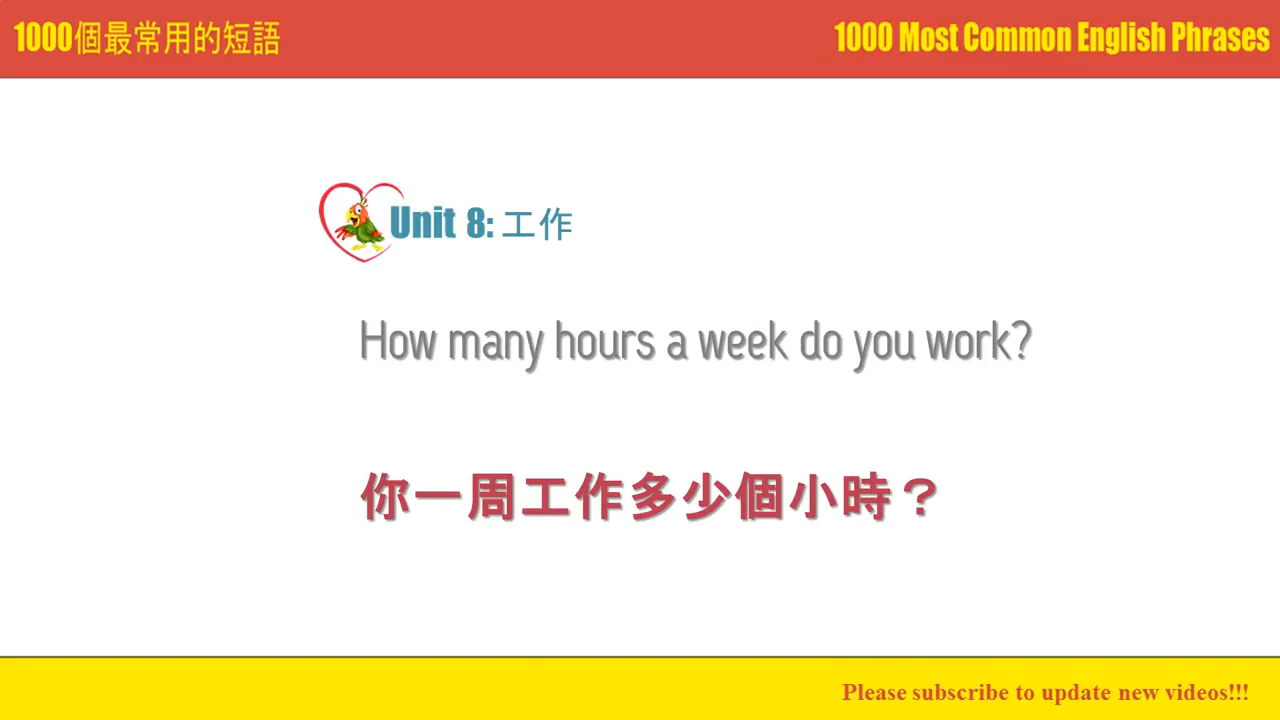 1000個最常用的短語
1000 Most Common English Phrases
Unit 8: 工作
How many hours a week do you work?
你一周工作多少個小時？
Please subscribe to update new videos!!!